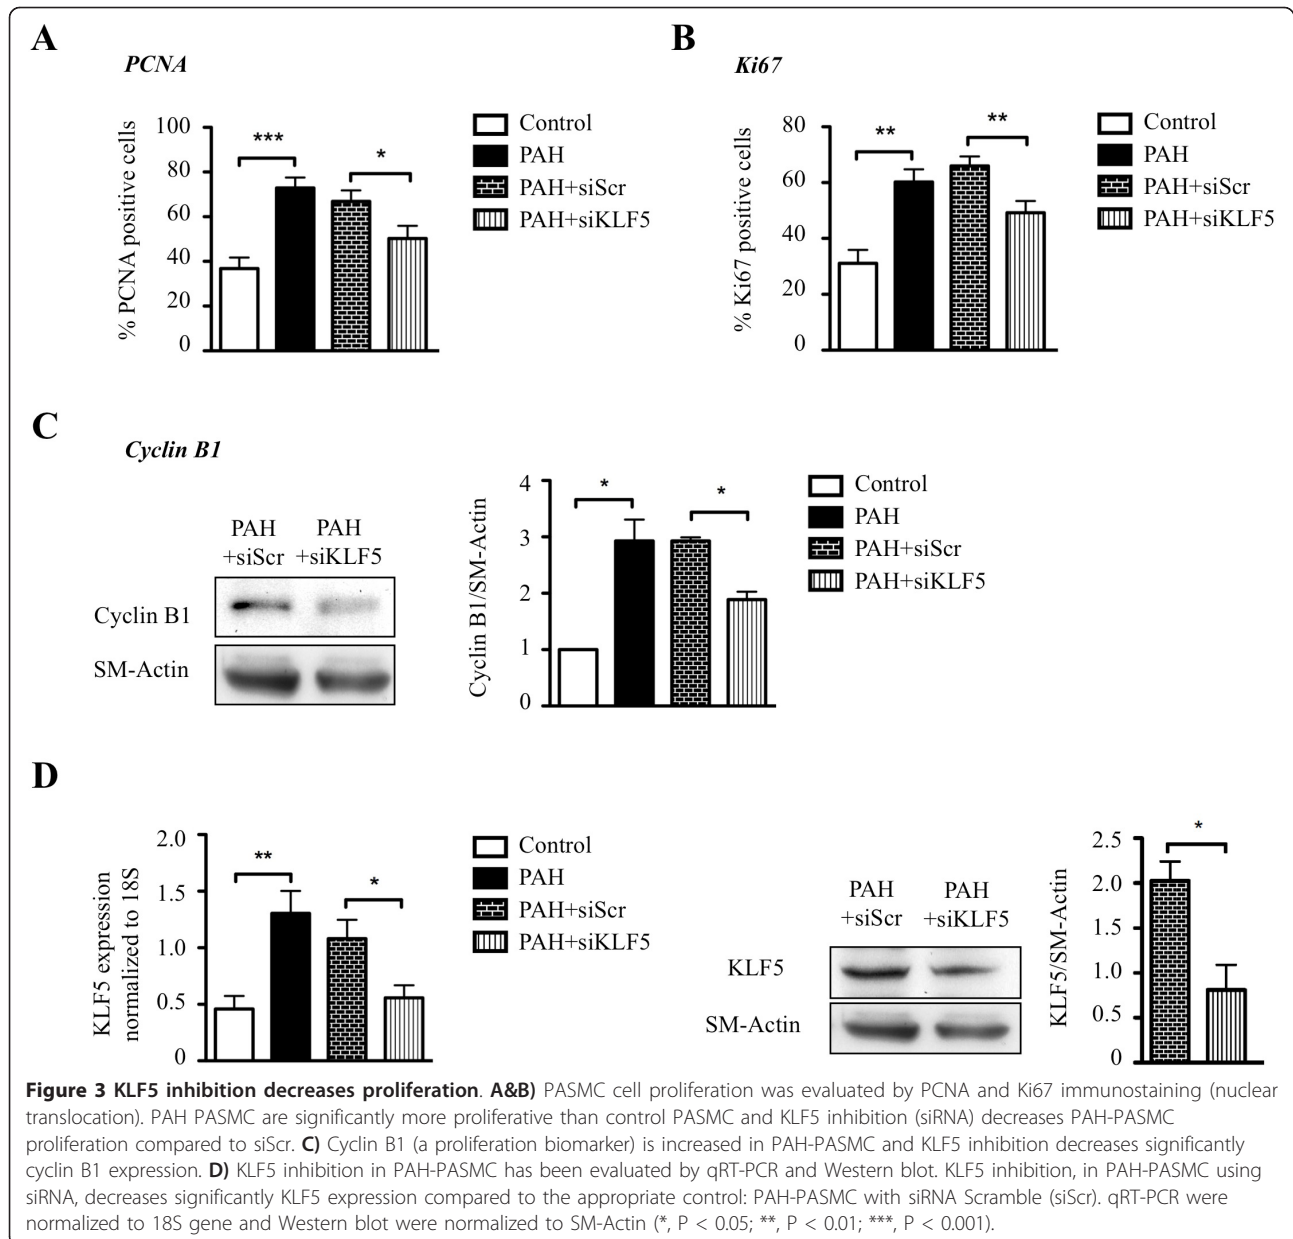 A
PCNA
% PCNA positive cells
100
80
60
40
20
0
***
*
Control
PAH
PAH+siScr
PAH+siKLF5
B
Ki67
% Ki67 positive cells
80
60
40
20
0
**
**
Control
PAH
PAH+siScr
PAH+siKLF5
C
Cyclin B1
PAH
+siScr
PAH
+siKLF5
Cyclin B1
SM-Actin
Cyclin B1/SM-Actin
4
3
2
1
0
*
*
Control
PAH
PAH+siScr
PAH+siKLF5
D
KLF5 expression
normalized to 18S
2.0
1.5
1.0
0.5
0
**
*
Control
PAH
PAH+siScr
PAH+siKLF5
PAH
+siScr
PAH
+siKLF5
KLF5
SM-Actin
KLF5/SM-Actin
2.5
2.0
1.5
1.0
0.5
0
*
Figure 3 KLF5 inhibition decreases proliferation. A&B) PASMC cell proliferation was evaluated by PCNA and Ki67 immunostaining (nuclear
translocation). PAH PASMC are significantly more proliferative than control PASMC and KLF5 inhibition (siRNA) decreases PAH-PASMC
proliferation compared to siScr. C) Cyclin B1 (a proliferation biomarker) is increased in PAH-PASMC and KLF5 inhibition decreases significantly
cyclin B1 expression. D) KLF5 inhibition in PAH-PASMC has been evaluated by qRT-PCR and Western blot. KLF5 inhibition, in PAH-PASMC using
siRNA, decreases significantly KLF5 expression compared to the appropriate control: PAH-PASMC with siRNA Scramble (siScr). qRT-PCR were
normalized to 18S gene and Western blot were normalized to SM-Actin (*, P < 0.05; **, P < 0.01; ***, P < 0.001).